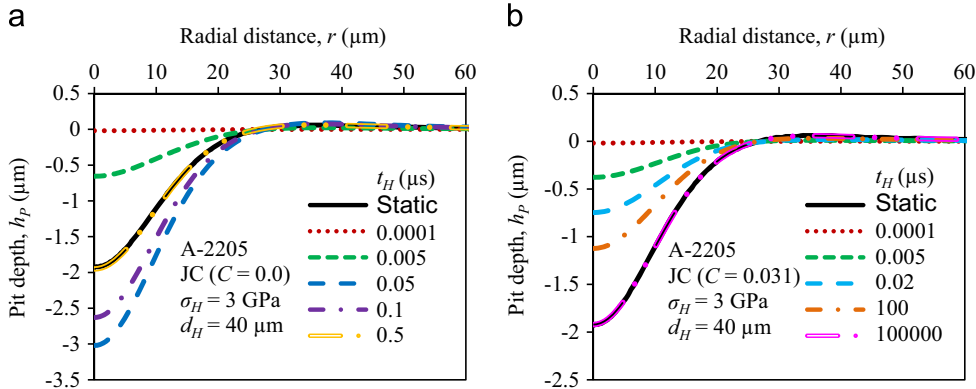 a
Radial distance, r (µm)
0 10 20 30 40 50 60
0.5
0
-0.5
-1
-1.5
-2
-2.5
-3
-3.5
Pit depth, hP (µm)
tH (µs)
Static
0.0001
0.005
0.05
0.1
0.5
A-2205
JC (C = 0.0)
σH = 3 GPa
dH = 40 µm
b
Radial distance, r (µm)
0 10 20 30 40 50 60
0.5
0
-0.5
-1
-1.5
-2
-2.5
Pit depth, hP (µm)
tH (µs)
Static
0.0001
0.005
0.02
100
100000
A-2205
JC (C = 0.031)
σH = 3 GPa
dH = 40 µm